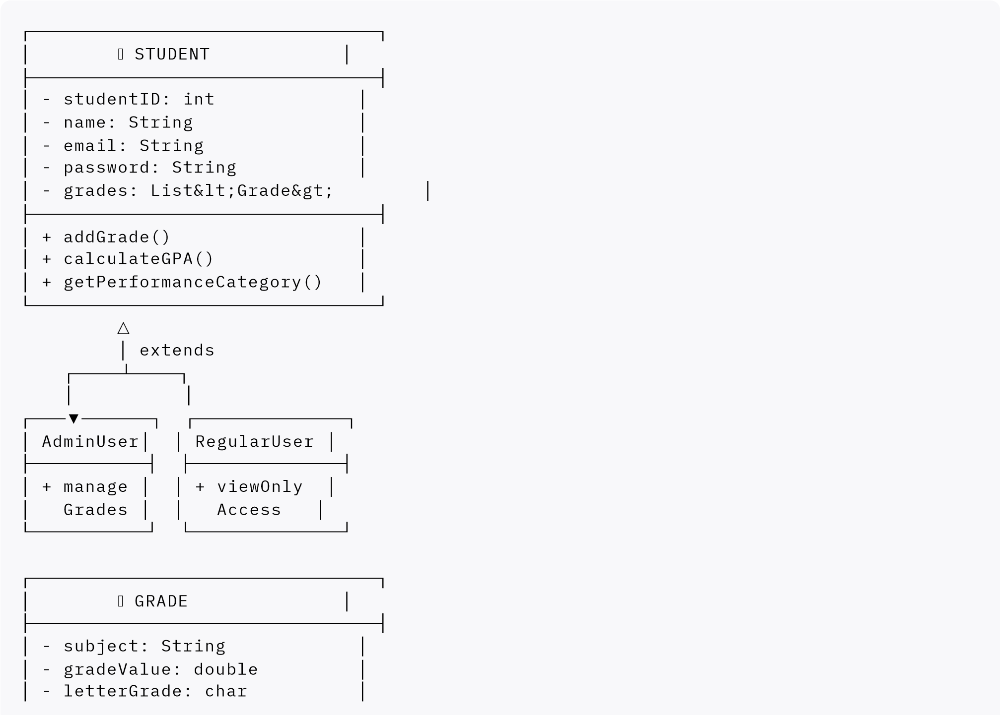 STUDENT
- studentID: int
- name: String
- email: String
- password: String
- grades: List&lt;Grade&gt;
+ addGrade()
+ calculateGPA()
+ getPerformanceCategory()
extends
AdminUser RegularUser
+ manage + viewOnly
Grades Access
GRADE
- subject: String
- gradeValue: double
- letterGrade: char